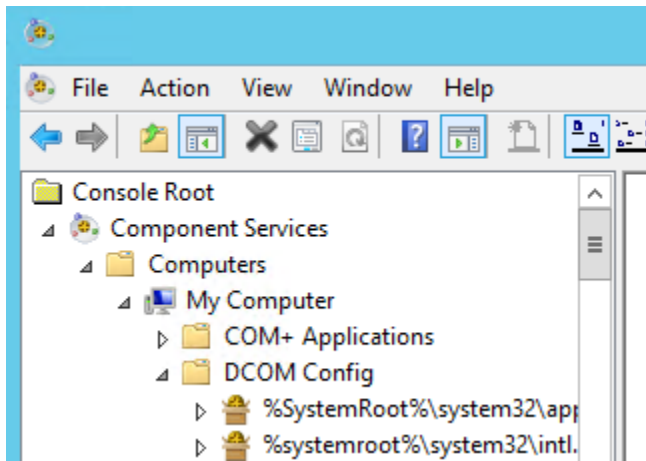 File Action View Window Help
Console Root
Component Services
Computers
My Computer
COM+ Applications
DCOM Config
%SystemRoot%\system32\app
%systemroot%\system32\intl.